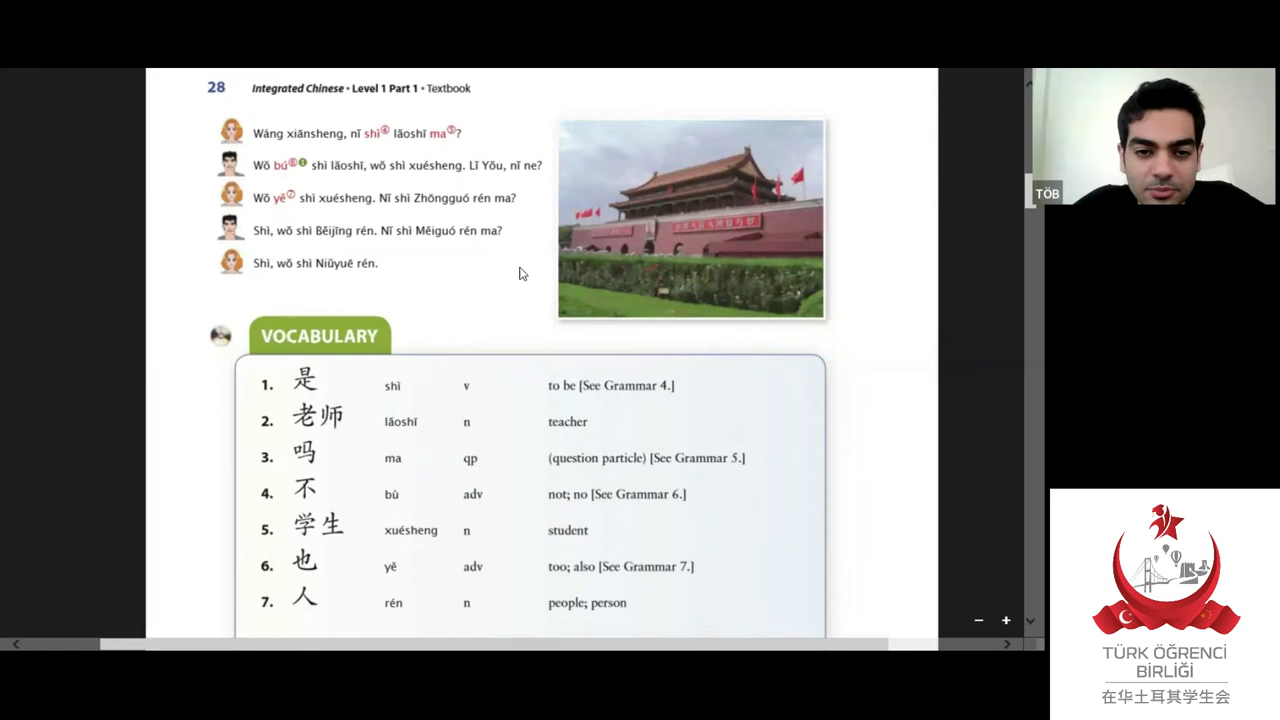 28 Integrated Chinese • Level 1 Part 1 • Textbook
Wáng xiānsheng, nǐ shì④ lǎoshī ma⑤?
Wǒ bú⑥❶ shì lǎoshī, wǒ shì xuésheng. Lǐ Yǒu, nǐ ne?
Wǒ yě⑦ shì xuésheng. Nǐ shì Zhōngguó rén ma?
Shì, wǒ shì Běijīng rén. Nǐ shì Měiguó rén ma?
Shì, wǒ shì Niǔyuē rén.
VOCABULARY
1. 是 shì v to be [See Grammar 4.]
2. 老师 lǎoshī n teacher
3. 吗 ma qp (question particle) [See Grammar 5.]
4. 不 bù adv not; no [See Grammar 6.]
5. 学生 xuésheng n student
6. 也 yě adv too; also [See Grammar 7.]
7. 人 rén n people; person
TÖB
TÜRK ÖĞRENCİ
BİRLİĞİ
在华土耳其学生会